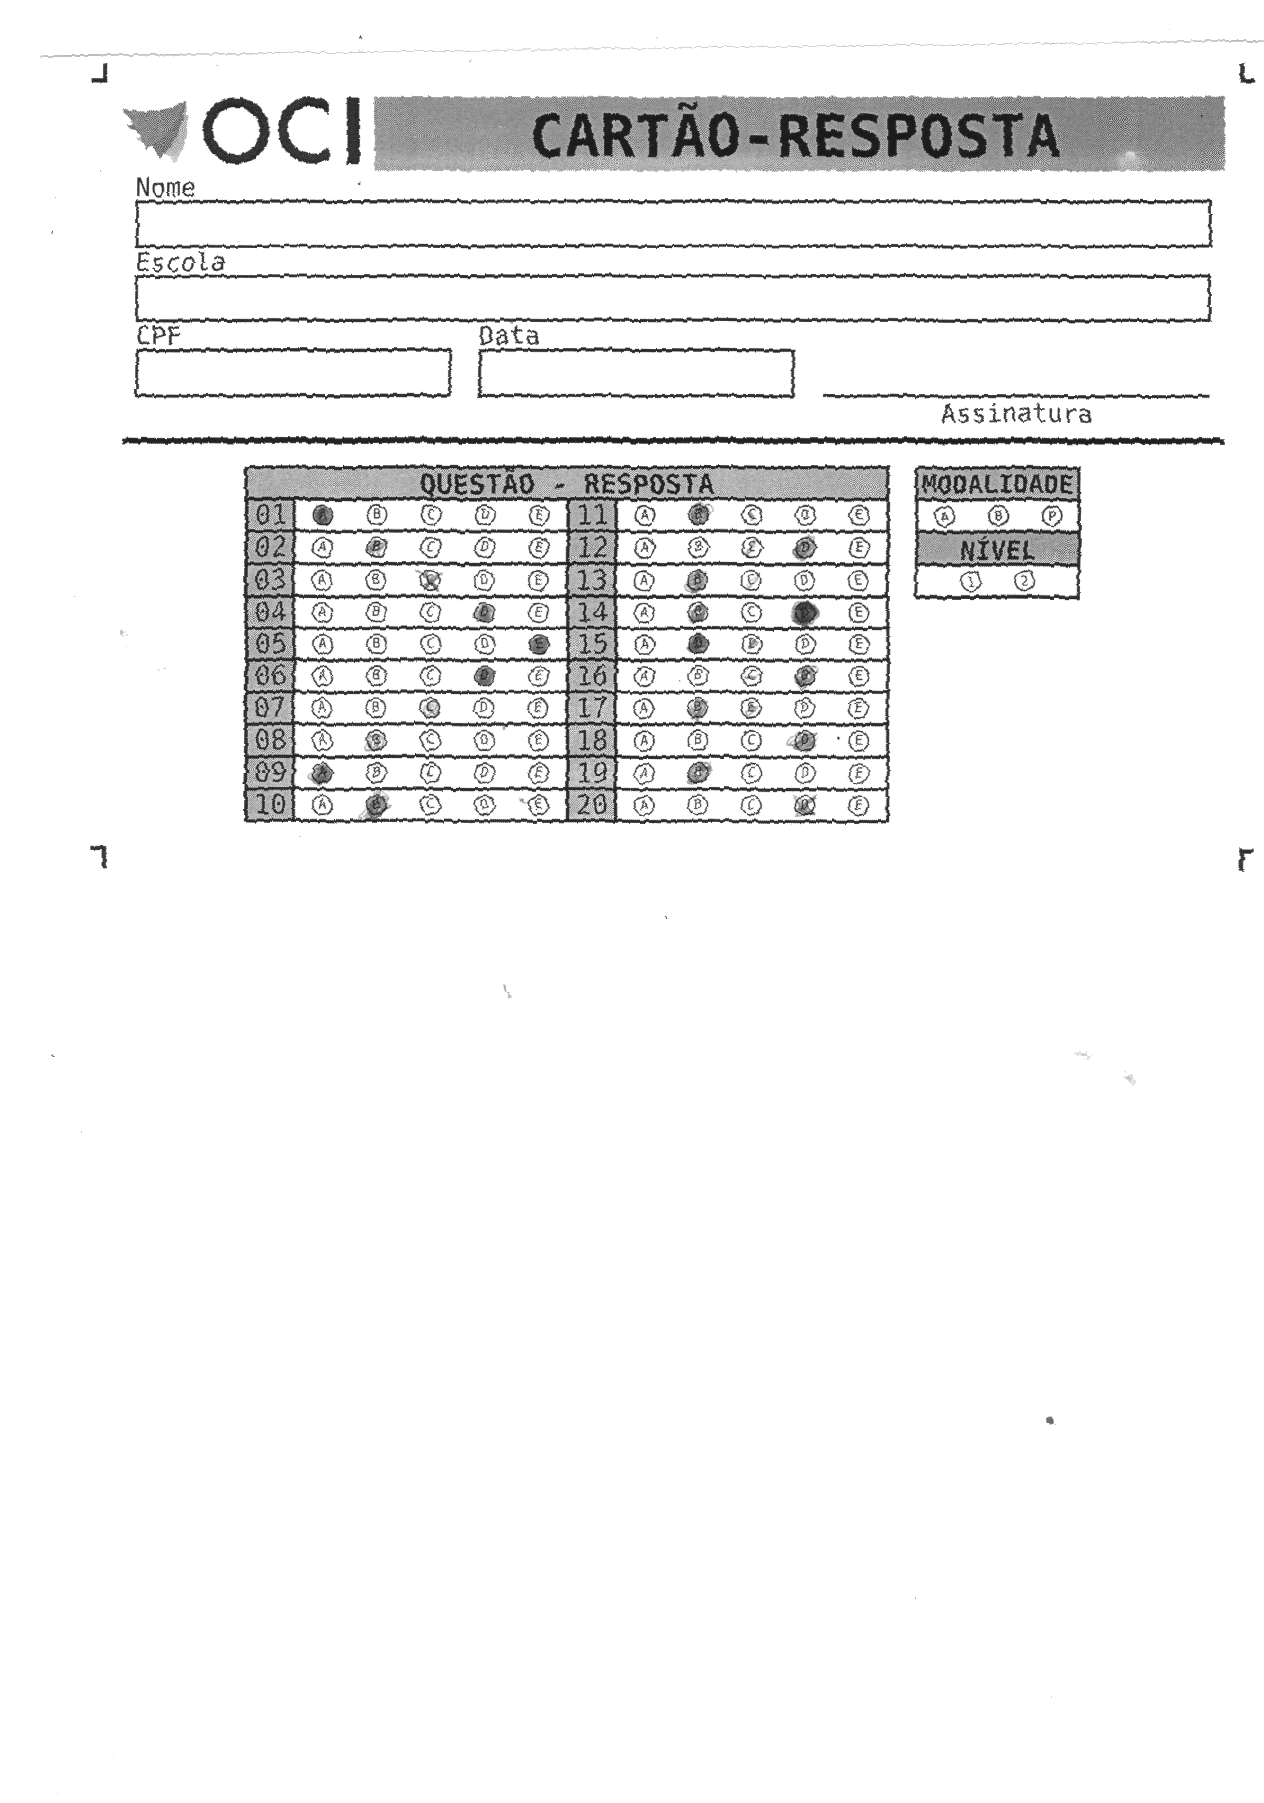 OCI CARTÃO-RESPOSTA
Nome
Escola
CPF Data
Assinatura
QUESTÃO - RESPOSTA MODALIDADE
01 A B C D E 11 A B C D E A B P
02 A B C D E 12 A B C D E NÍVEL
03 A B C D E 13 A B C D E 1 2
04 A B C D E 14 A B C D E
05 A B C D E 15 A B C D E
06 A B C D E 16 A B C D E
07 A B C D E 17 A B C D E
08 A B C D E 18 A B C D E
09 A B C D E 19 A B C D E
10 A B C D E 20 A B C D E